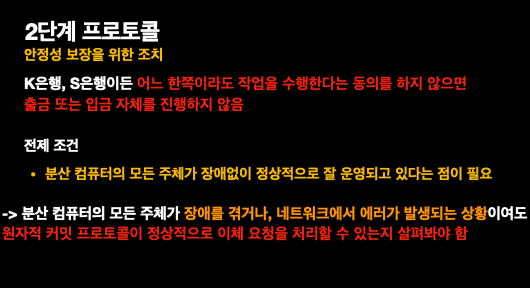 2단계 프로토콜
안정성 보장을 위한 조치
K은행, S은행이든 어느 한쪽이라도 작업을 수행한다는 동의를 하지 않으면
출금 또는 입금 자체를 진행하지 않음
전제 조건
• 분산 컴퓨터의 모든 주체가 장애없이 정상적으로 잘 운영되고 있다는 점이 필요
-> 분산 컴퓨터의 모든 주체가 장애를 겪거나, 네트워크에서 에러가 발생되는 상황이여도
원자적 커밋 프로토콜이 정상적으로 이체 요청을 처리할 수 있는지 살펴봐야 함